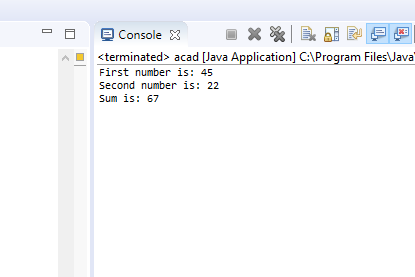 Console
<terminated> acad [Java Application] C:\Program Files\Java\
First number is: 45
Second number is: 22
Sum is: 67